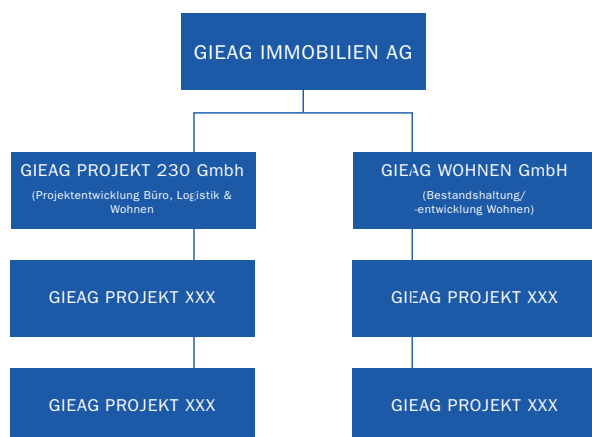 GIEAG IMMOBILIEN AG
GIEAG PROJEKT 230 Gmbh
(Projektentwicklung Büro, Logistik &
Wohnen
GIEAG WOHNEN GmbH
(Bestandshaltung/
-entwicklung Wohnen)
GIEAG PROJEKT XXX
GIEAG PROJEKT XXX
GIEAG PROJEKT XXX
GIEAG PROJEKT XXX